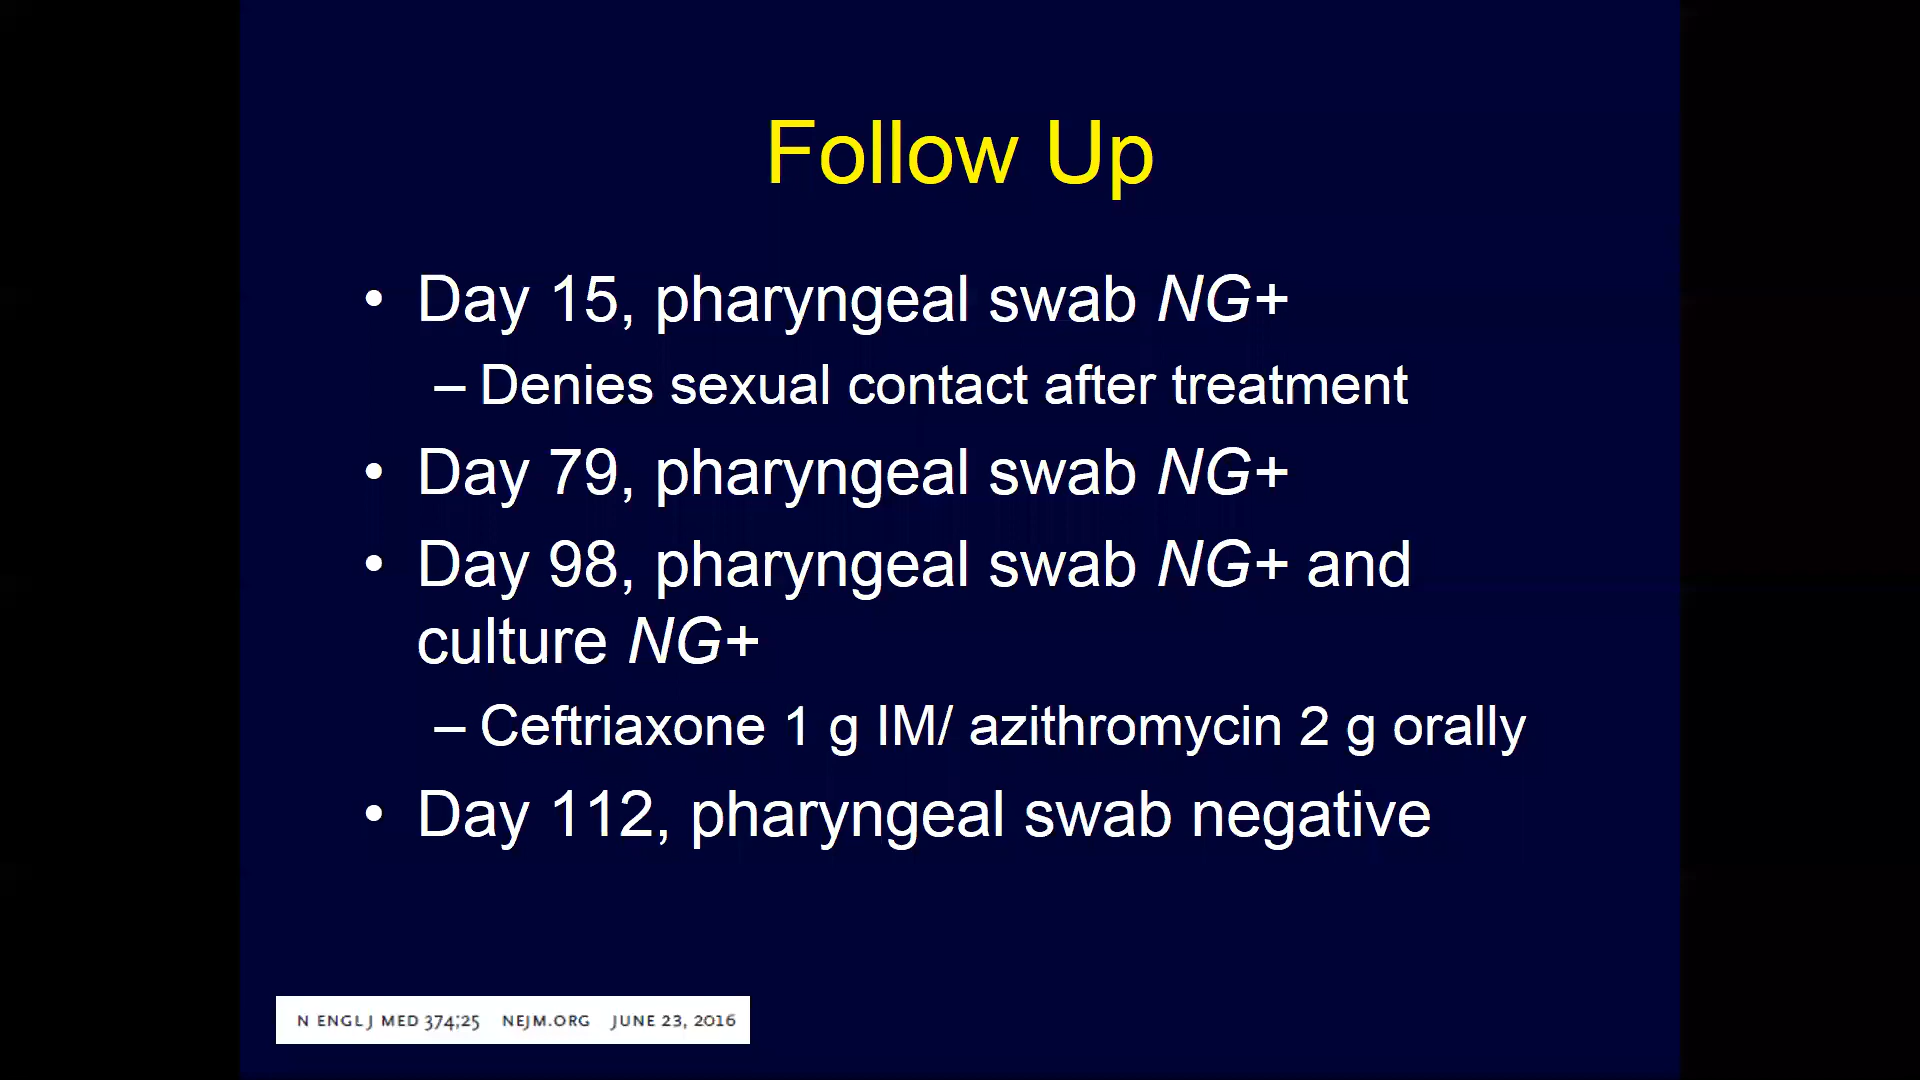 Follow Up
• Day 15, pharyngeal swab NG+
– Denies sexual contact after treatment
• Day 79, pharyngeal swab NG+
• Day 98, pharyngeal swab NG+ and
culture NG+
– Ceftriaxone 1 g IM/ azithromycin 2 g orally
• Day 112, pharyngeal swab negative
N ENGL J MED 374;25 NEJM.ORG JUNE 23, 2016